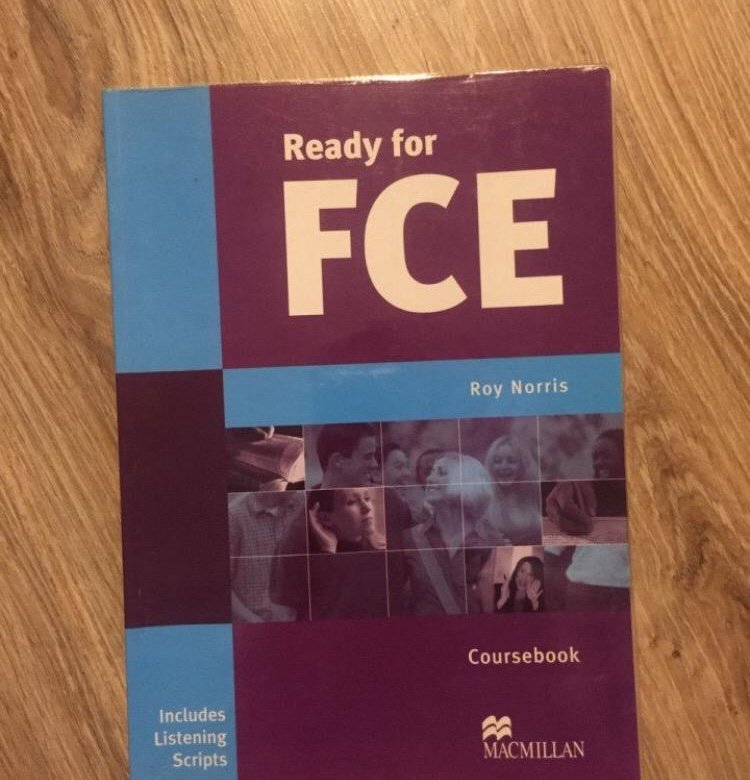 Ready for
FCE
Roy Norris
Coursebook
Includes
Listening
Scripts
MACMILLAN